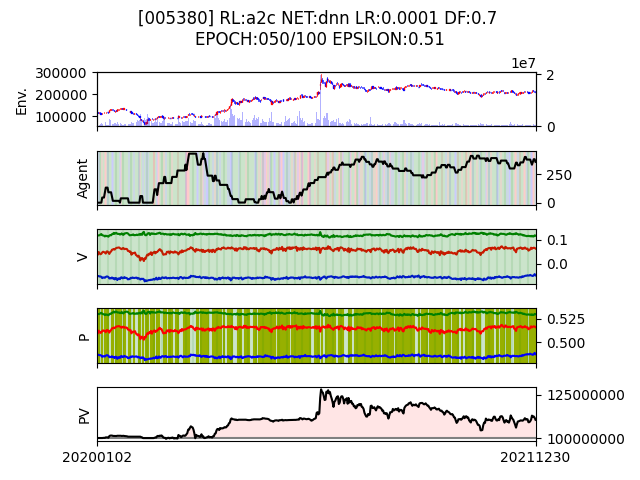 [005380] RL:a2c NET:dnn LR:0.0001 DF:0.7
EPOCH:050/100 EPSILON:0.51
1e7
300000
200000
100000
Env.
2
0
Agent
250
0
V
0.1
0.0
P
0.525
0.500
PV
125000000
100000000
20200102
20211230